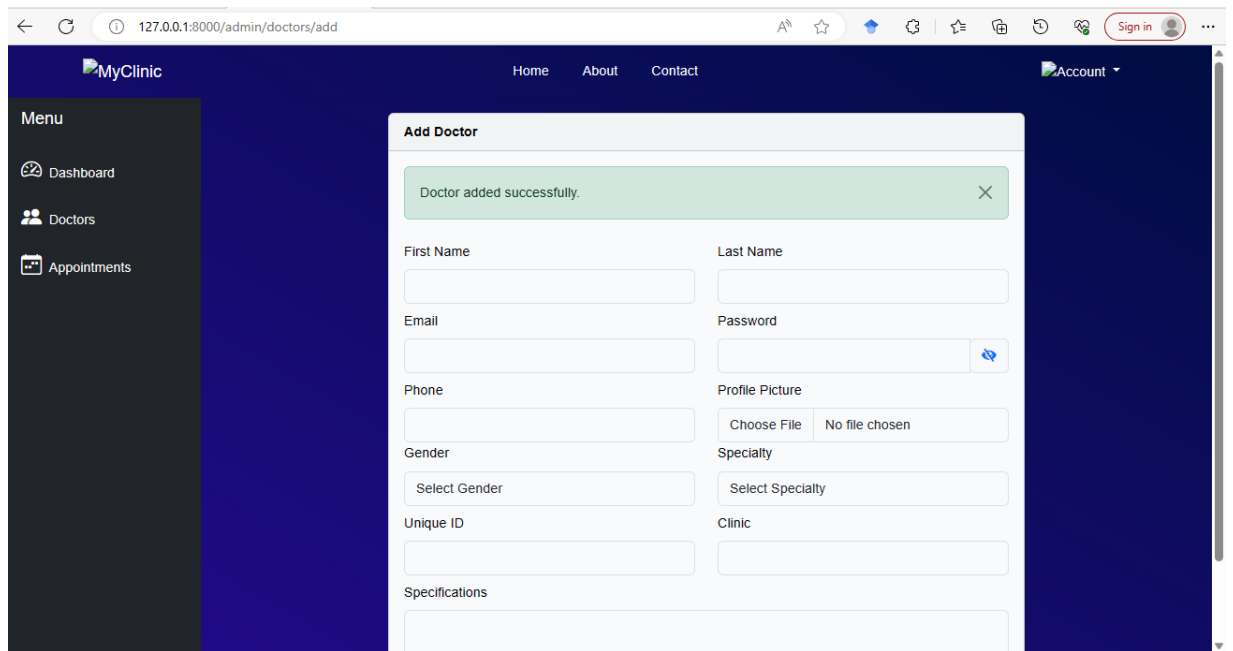 127.0.0.1:8000/admin/doctors/add
Sign in
MyClinic
Home About Contact
Account
Menu
Dashboard
Doctors
Appointments
Add Doctor
Doctor added successfully.
First Name Last Name
Email Password
Phone Profile Picture
Choose File No file chosen
Gender Specialty
Select Gender Select Specialty
Unique ID Clinic
Specifications